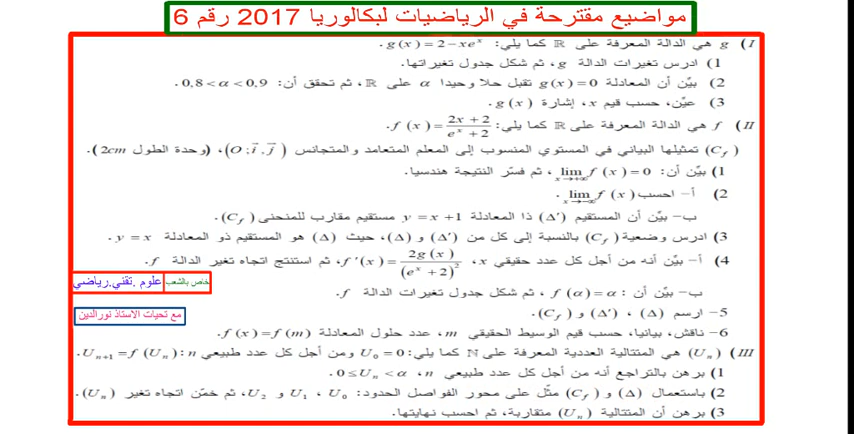 مواضيع مقترحة في الرياضيات لبكالوريا 2017 رقم 6
I) g هي الدالة المعرفة على ℝ كما يلي: g(x)=2−xeˣ.
1) ادرس تغيرات الدالة g، ثم شكل جدول تغيراتها.
2) بيّن أن المعادلة g(x)=0 تقبل حلا وحيدا α على ℝ، ثم تحقق أن: 0,8<α<0,9.
3) عيّن، حسب قيم x، إشارة g(x).
II) f هي الدالة المعرفة على ℝ كما يلي: f(x)=(2x+2)/(eˣ+2).
(C_f) تمثيلها البياني في المستوي المنسوب إلى المعلم المتعامد والمتجانس (O;i⃗,j⃗)، (وحدة الطول 2cm).
1) بيّن أن: lim_{x→+∞} f(x)=0، ثم فسّر النتيجة هندسيا.
2) أ− احسب lim_{x→−∞} f(x).
ب− بيّن أن المستقيم (Δ′) ذا المعادلة y=x+1 مستقيم مقارب للمنحنى (C_f).
3) ادرس وضعية (C_f) بالنسبة إلى كل من (Δ′) و (Δ)، حيث (Δ) هو المستقيم ذو المعادلة y=x.
4) أ− بيّن أنه من أجل كل عدد حقيقي x، f′(x)=2g(x)/(eˣ+2)²، ثم استنتج اتجاه تغير الدالة f.
خاص بالشعب علوم .تقني.رياضي
ب− بيّن أن: f(α)=α، ثم شكل جدول تغيرات الدالة f.
5− ارسم (Δ)، (Δ′) و (C_f).
مع تحيات الاستاذ نورالدين
6− ناقش، بيانيا، حسب قيم الوسيط الحقيقي m، عدد حلول المعادلة f(x)=f(m).
III) (U_n) هي المتتالية العددية المعرفة على ℕ كما يلي: U₀=0 ومن أجل كل عدد طبيعي n: U_{n+1}=f(U_n).
1) برهن بالتراجع أنه من أجل كل عدد طبيعي n، 0≤U_n<α.
2) باستعمال (Δ) و (C_f) مثّل على محور الفواصل الحدود: U₀، U₁ و U₂، ثم خمّن اتجاه تغير (U_n).
3) برهن أن المتتالية (U_n) متقاربة، ثم احسب نهايتها.